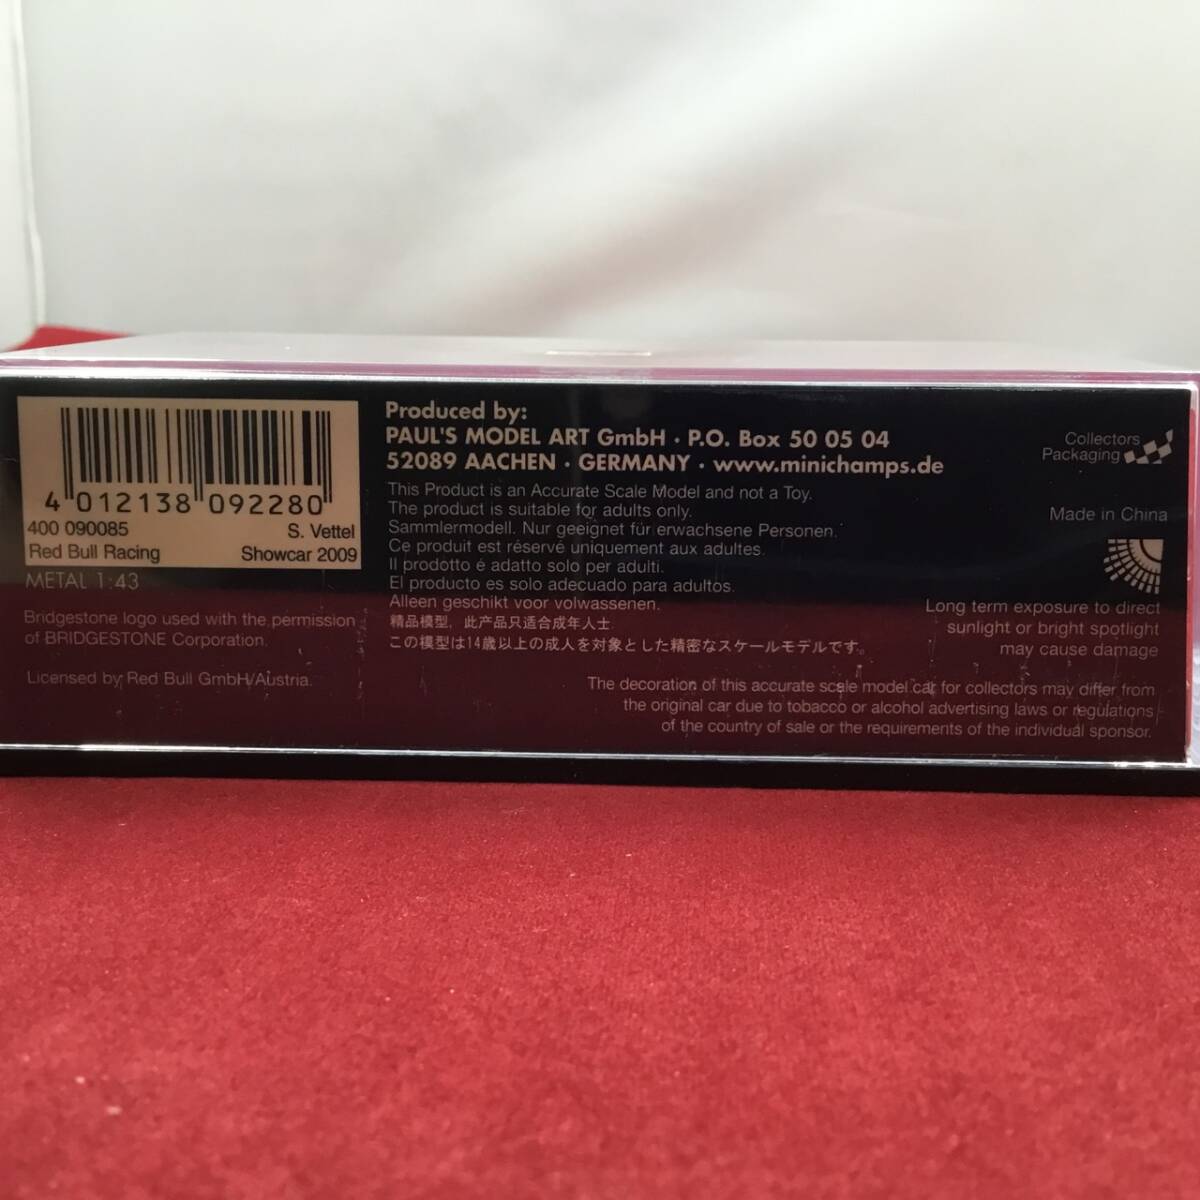 4 012138 092280
400 090085 S. Vettel
Red Bull Racing Showcar 2009
METAL 1:43
Bridgestone logo used with the permission
of BRIDGESTONE Corporation.
Licensed by Red Bull GmbH/Austria.
Produced by:
PAUL'S MODEL ART GmbH · P.O. Box 50 05 04
52089 AACHEN · GERMANY · www.minichamps.de
This Product is an Accurate Scale Model and not a Toy.
The product is suitable for adults only.
Sammlermodell. Nur geeignet für erwachsene Personen.
Ce produit est réservé uniquement aux adultes.
Il prodotto é adatto solo per adulti.
El producto es solo adecuado para adultos.
Alleen geschikt voor volwassenen.
精品模型，此产品只适合成年人士
この模型は14歳以上の成人を対象とした精密なスケールモデルです。
Collectors
Packaging
Made in China
Long term exposure to direct
sunlight or bright spotlight
may cause damage
The decoration of this accurate scale model car for collectors may differ from
the original car due to tobacco or alcohol advertising laws or regulations
of the country of sale or the requirements of the individual sponsor.